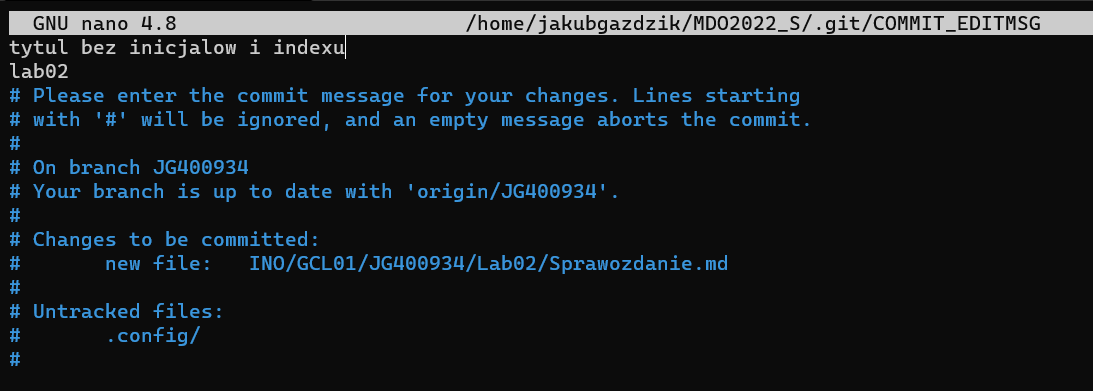 GNU nano 4.8 /home/jakubgazdzik/MDO2022_S/.git/COMMIT_EDITMSG
tytul bez inicjalow i indexu
lab02
# Please enter the commit message for your changes. Lines starting
# with '#' will be ignored, and an empty message aborts the commit.
#
# On branch JG400934
# Your branch is up to date with 'origin/JG400934'.
#
# Changes to be committed:
#       new file:   INO/GCL01/JG400934/Lab02/Sprawozdanie.md
#
# Untracked files:
#       .config/
#